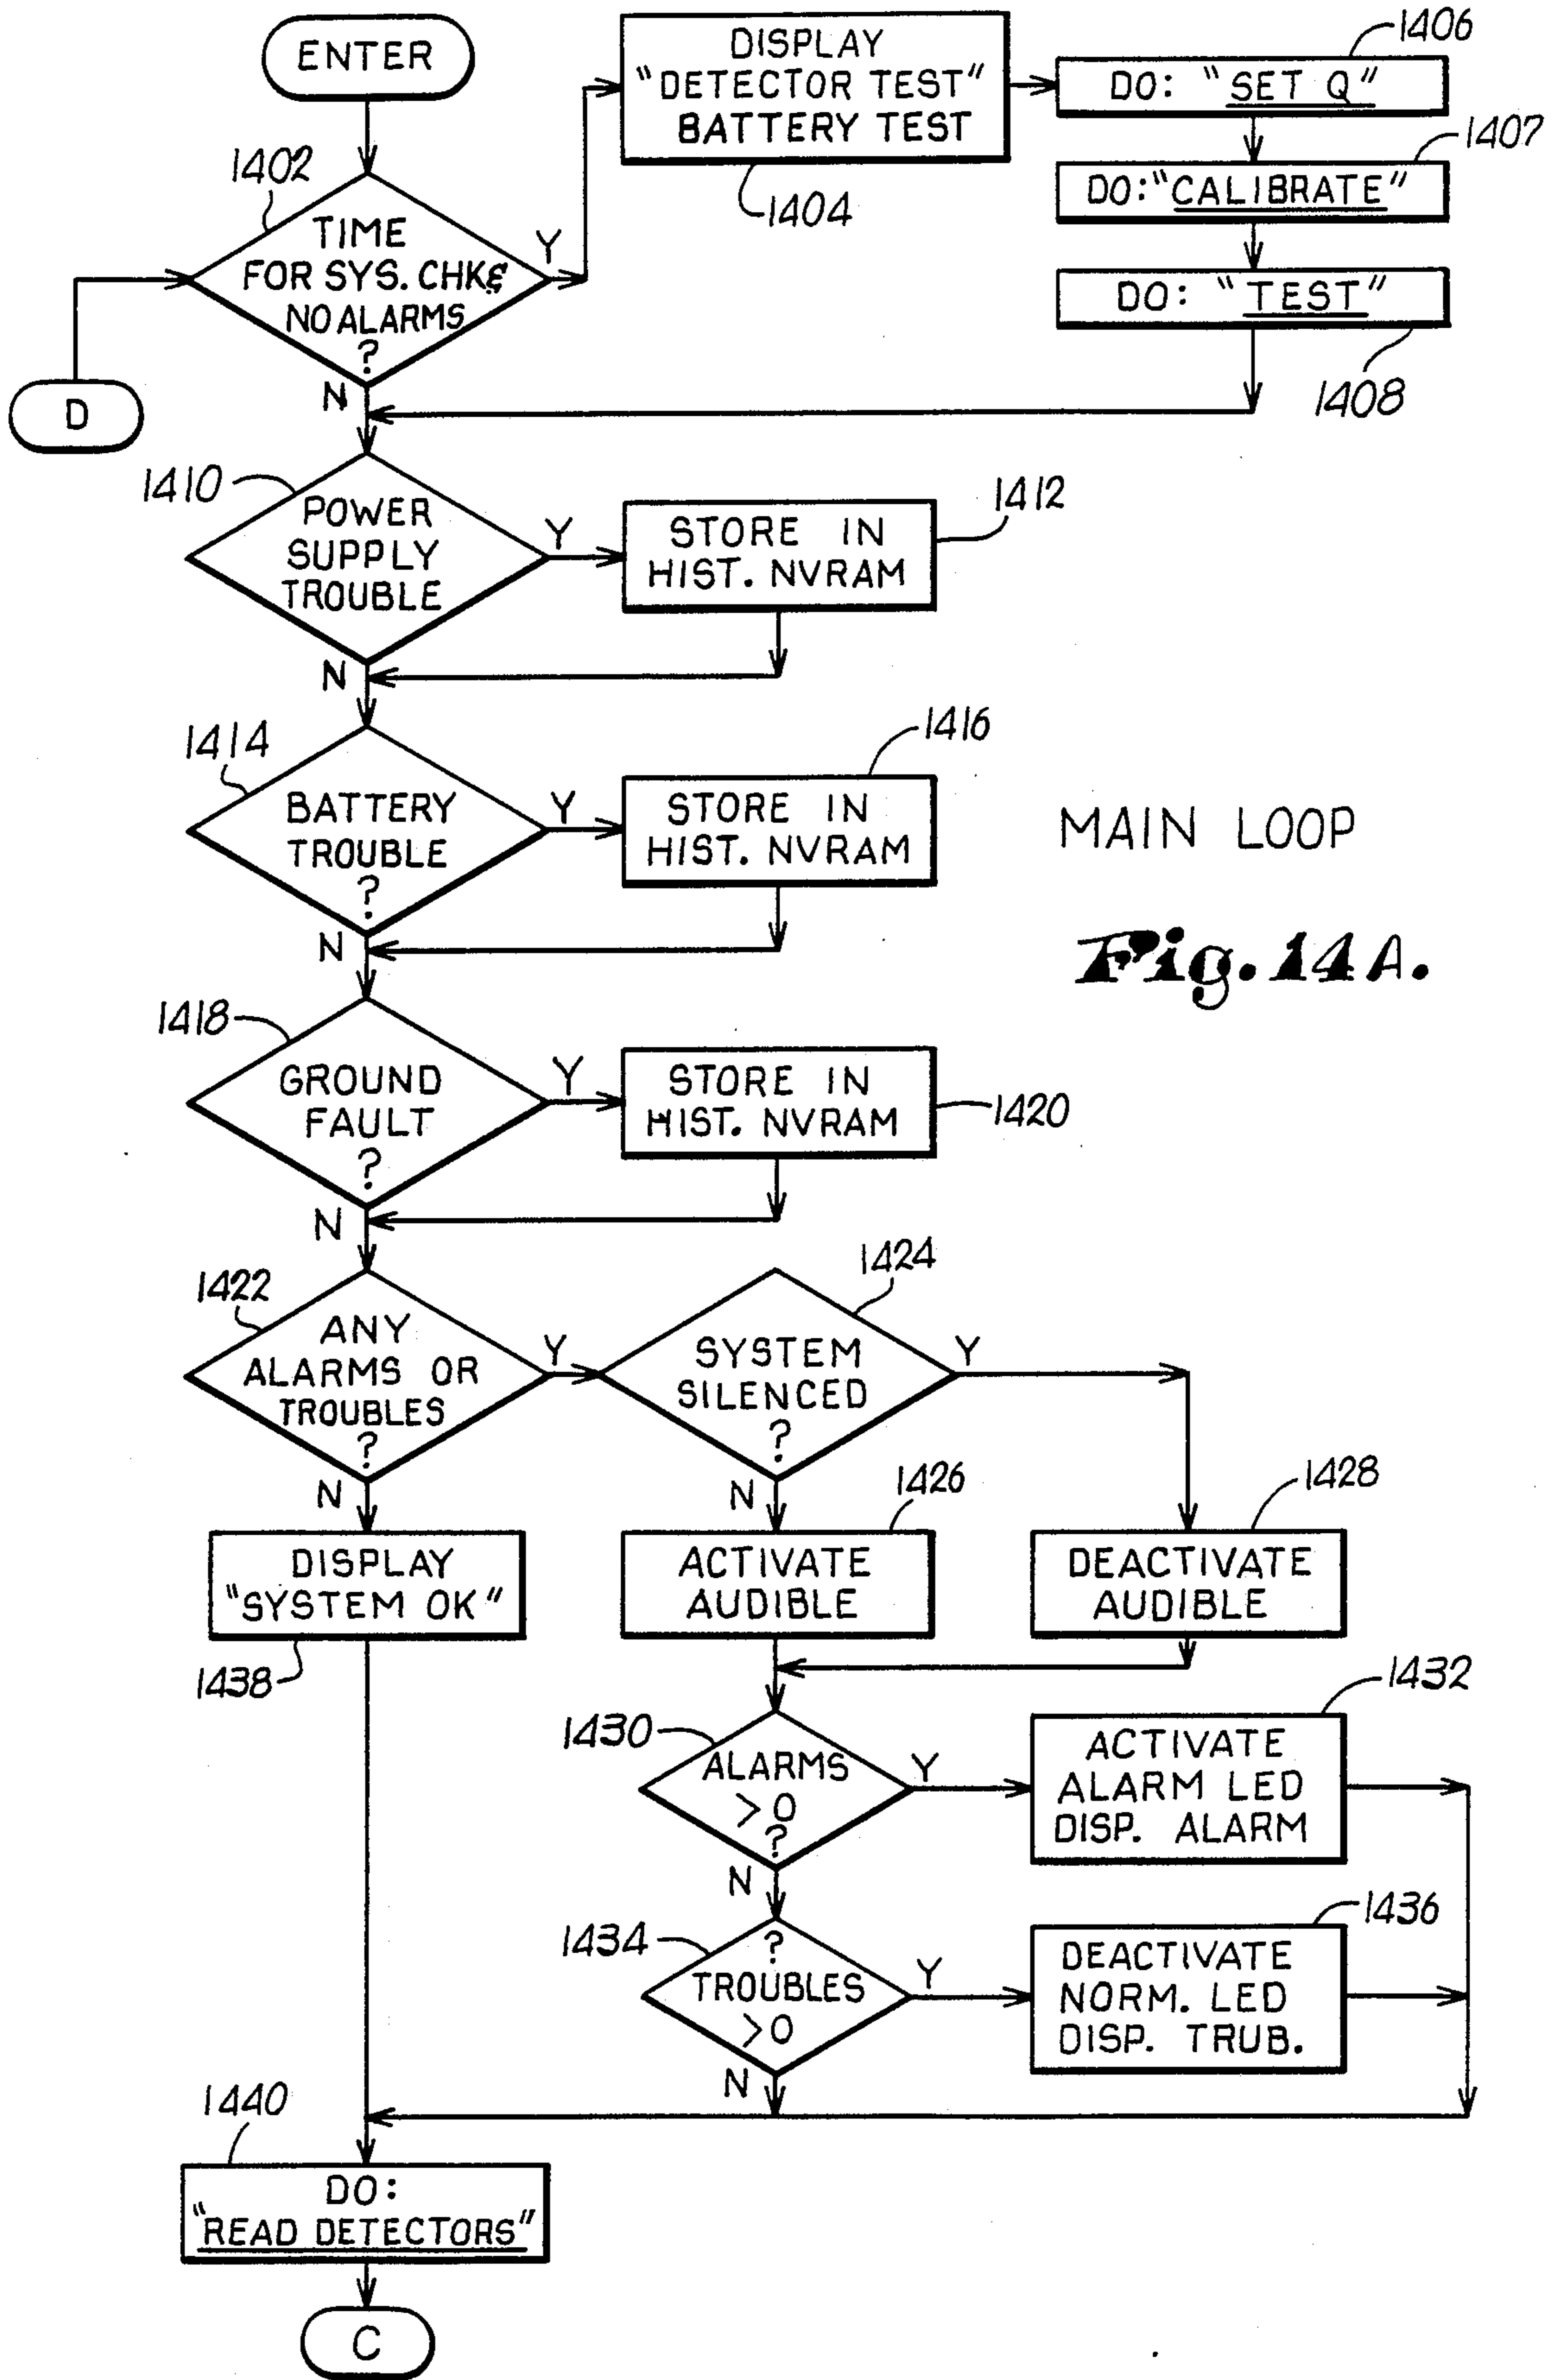 ENTER
DISPLAY
"DETECTOR TEST"
BATTERY TEST
1404
1406
DO: "SET Q"
1407
DO:"CALIBRATE"
DO: "TEST"
1408
1402
TIME
FOR SYS. CHK&
NO ALARMS
?
Y
N
D
1410
POWER
SUPPLY
TROUBLE
Y
N
1412
STORE IN
HIST. NVRAM
1414
BATTERY
TROUBLE
?
Y
N
1416
STORE IN
HIST. NVRAM
MAIN LOOP
Fig. 14A.
1418
GROUND
FAULT
?
Y
N
STORE IN
HIST. NVRAM
1420
1422
ANY
ALARMS OR
TROUBLES
?
Y
N
1424
SYSTEM
SILENCED
?
Y
N
DISPLAY
"SYSTEM OK"
1438
1426
ACTIVATE
AUDIBLE
1428
DEACTIVATE
AUDIBLE
1430
ALARMS
>0
?
Y
N
1432
ACTIVATE
ALARM LED
DISP. ALARM
1434
?
TROUBLES
>0
Y
N
1436
DEACTIVATE
NORM. LED
DISP. TRUB.
1440
DO:
"READ DETECTORS"
C